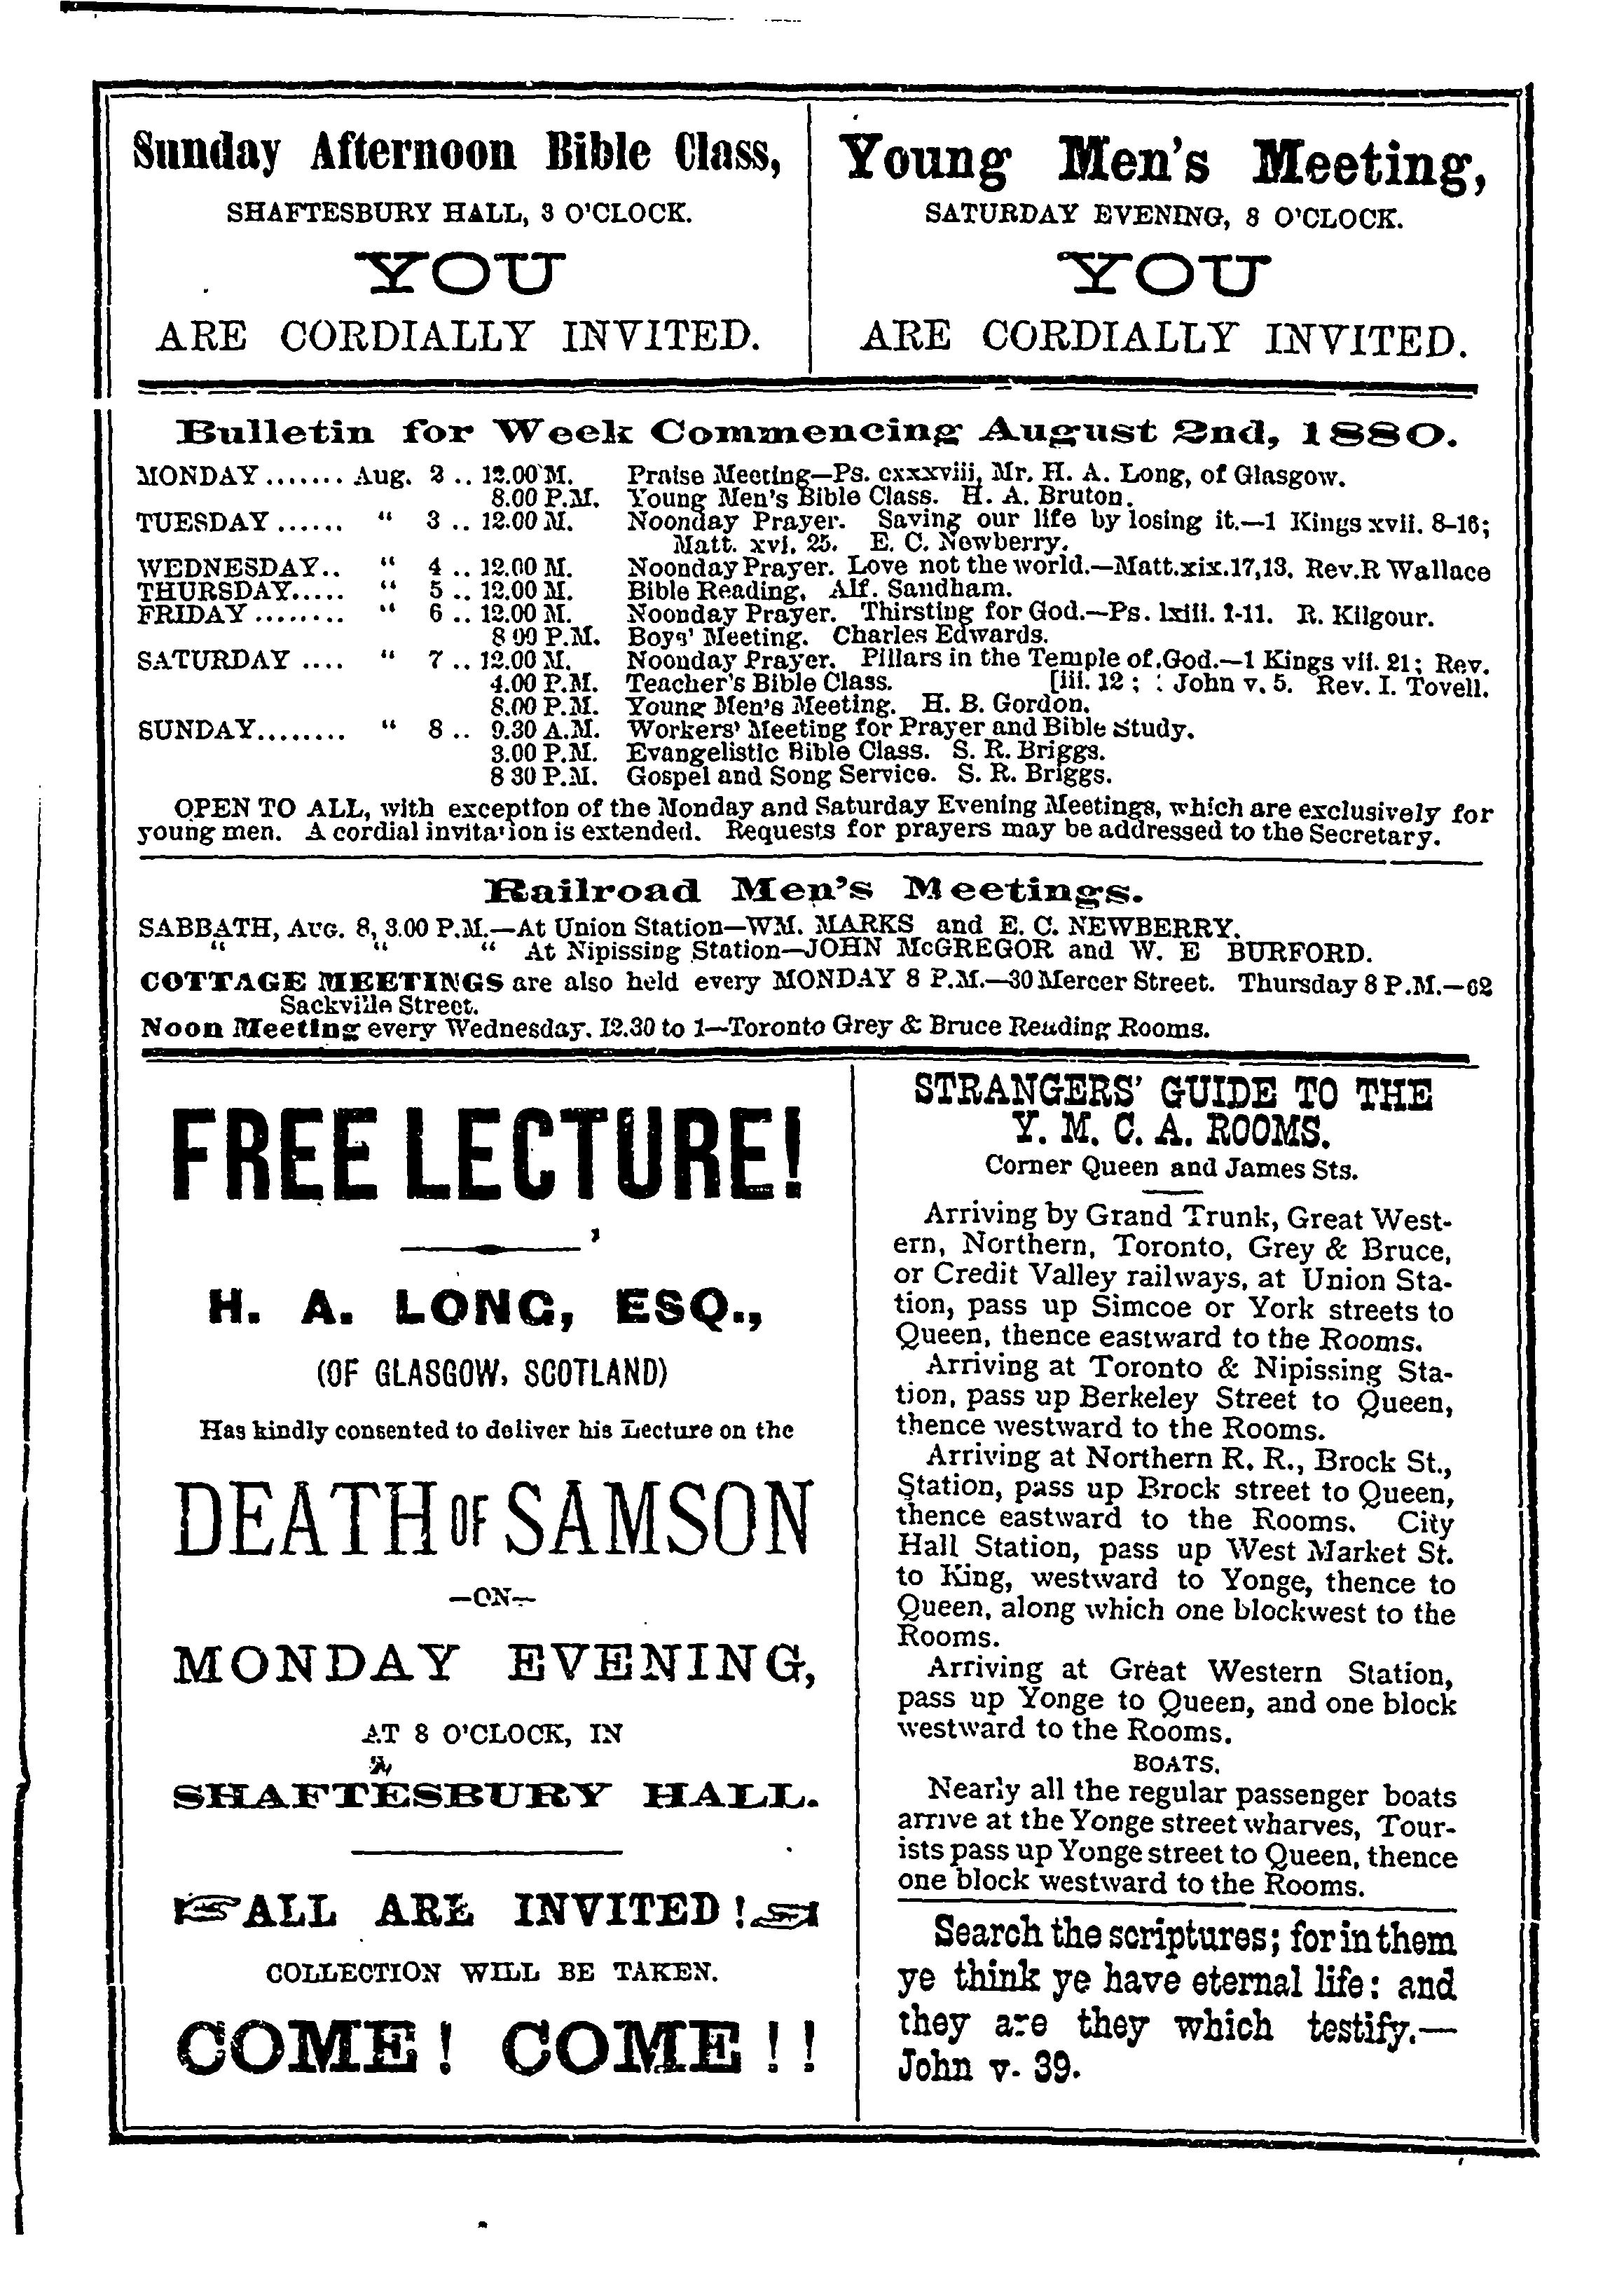 Sunday Afternoon Bible Class,
SHAFTESBURY HALL, 3 O'CLOCK.
YOU
ARE CORDIALLY INVITED.
Young Men's Meeting,
SATURDAY EVENING, 8 O'CLOCK.
YOU
ARE CORDIALLY INVITED.
Bulletin for Week Commencing August 2nd, 1880.
MONDAY ....... Aug. 2 .. 12.00 M. Praise Meeting—Ps. cxxxviii, Mr. H. A. Long, of Glasgow.
8.00 P.M. Young Men's Bible Class. H. A. Bruton.
TUESDAY ...... " 3 .. 12.00 M. Noonday Prayer. Saving our life by losing it.—1 Kings xvii. 8-16;
Matt. xvi. 25. E. C. Newberry.
WEDNESDAY.. " 4 .. 12.00 M. Noonday Prayer. Love not the world.—Matt.xix.17,13. Rev.R Wallace
THURSDAY..... " 5 .. 12.00 M. Bible Reading, Alf. Sandham.
FRIDAY ........ " 6 .. 12.00 M. Noonday Prayer. Thirsting for God.—Ps. lxiii. 1-11. R. Kilgour.
8 00 P.M. Boys' Meeting. Charles Edwards.
SATURDAY .... " 7 .. 12.00 M. Noonday Prayer. Pillars in the Temple of God.—1 Kings vii. 21; Rev.
4.00 P.M. Teacher's Bible Class. [iii. 12 ; : John v. 5. Rev. I. Tovell.
8.00 P.M. Young Men's Meeting. H. B. Gordon.
SUNDAY........ " 8 .. 9.30 A.M. Workers' Meeting for Prayer and Bible Study.
3.00 P.M. Evangelistic Bible Class. S. R. Briggs.
8 30 P.M. Gospel and Song Service. S. R. Briggs.
OPEN TO ALL, with exception of the Monday and Saturday Evening Meetings, which are exclusively for
young men. A cordial invitation is extended. Requests for prayers may be addressed to the Secretary.
Railroad Men's Meetings.
SABBATH, AUG. 8, 3.00 P.M.—At Union Station—WM. MARKS and E. C. NEWBERRY.
" " " At Nipissing Station—JOHN McGREGOR and W. E BURFORD.
COTTAGE MEETINGS are also held every MONDAY 8 P.M.—30 Mercer Street. Thursday 8 P.M.—62
Sackville Street.
Noon Meeting every Wednesday. 12.30 to 1—Toronto Grey & Bruce Reading Rooms.
FREE LECTURE!
H. A. LONG, ESQ.,
(OF GLASGOW, SCOTLAND)
Has kindly consented to deliver his Lecture on the
DEATH OF SAMSON
—ON—
MONDAY EVENING,
AT 8 O'CLOCK, IN
SHAFTESBURY HALL.
☞ALL ARE INVITED !☜
COLLECTION WILL BE TAKEN.
COME! COME!!
STRANGERS' GUIDE TO THE
Y. M. C. A. ROOMS.
Corner Queen and James Sts.
Arriving by Grand Trunk, Great West-
ern, Northern, Toronto, Grey & Bruce,
or Credit Valley railways, at Union Sta-
tion, pass up Simcoe or York streets to
Queen, thence eastward to the Rooms.
Arriving at Toronto & Nipissing Sta-
tion, pass up Berkeley Street to Queen,
thence westward to the Rooms.
Arriving at Northern R. R., Brock St.,
Station, pass up Brock street to Queen,
thence eastward to the Rooms. City
Hall Station, pass up West Market St.
to King, westward to Yonge, thence to
Queen, along which one blockwest to the
Rooms.
Arriving at Great Western Station,
pass up Yonge to Queen, and one block
westward to the Rooms.
BOATS.
Nearly all the regular passenger boats
arrive at the Yonge street wharves, Tour-
ists pass up Yonge street to Queen, thence
one block westward to the Rooms.
Search the scriptures; for in them
ye think ye have eternal life: and
they are they which testify.—
John v. 39.